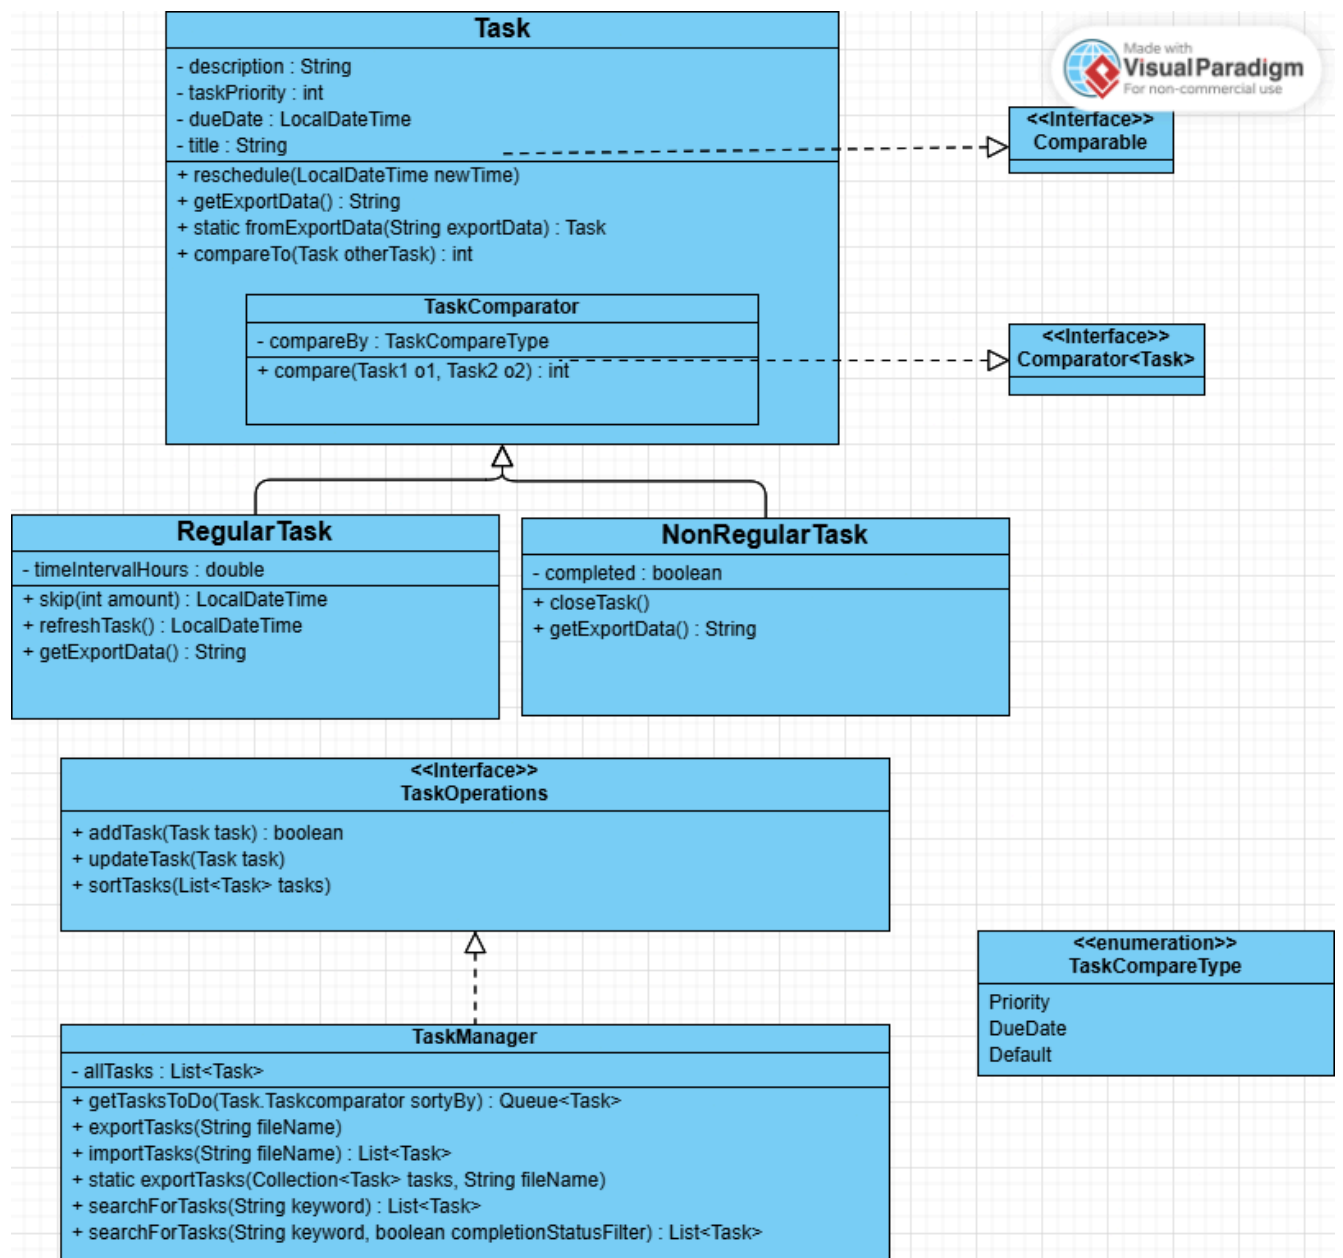 Task
- description : String
- taskPriority : int
- dueDate : LocalDateTime
- title : String
+ reschedule(LocalDateTime newTime)
+ getExportData() : String
+ static fromExportData(String exportData) : Task
+ compareTo(Task otherTask) : int
TaskComparator
- compareBy : TaskCompareType
+ compare(Task1 o1, Task2 o2) : int
Made with
Visual Paradigm
For non-commercial use
<<Interface>>
Comparable
<<Interface>>
Comparator<Task>
RegularTask
- timeIntervalHours : double
+ skip(int amount) : LocalDateTime
+ refreshTask() : LocalDateTime
+ getExportData() : String
NonRegularTask
- completed : boolean
+ closeTask()
+ getExportData() : String
<<Interface>>
TaskOperations
+ addTask(Task task) : boolean
+ updateTask(Task task)
+ sortTasks(List<Task> tasks)
TaskManager
- allTasks : List<Task>
+ getTasksToDo(Task.Taskcomparator sortyBy) : Queue<Task>
+ exportTasks(String fileName)
+ importTasks(String fileName) : List<Task>
+ static exportTasks(Collection<Task> tasks, String fileName)
+ searchForTasks(String keyword) : List<Task>
+ searchForTasks(String keyword, boolean completionStatusFilter) : List<Task>
<<enumeration>>
TaskCompareType
Priority
DueDate
Default